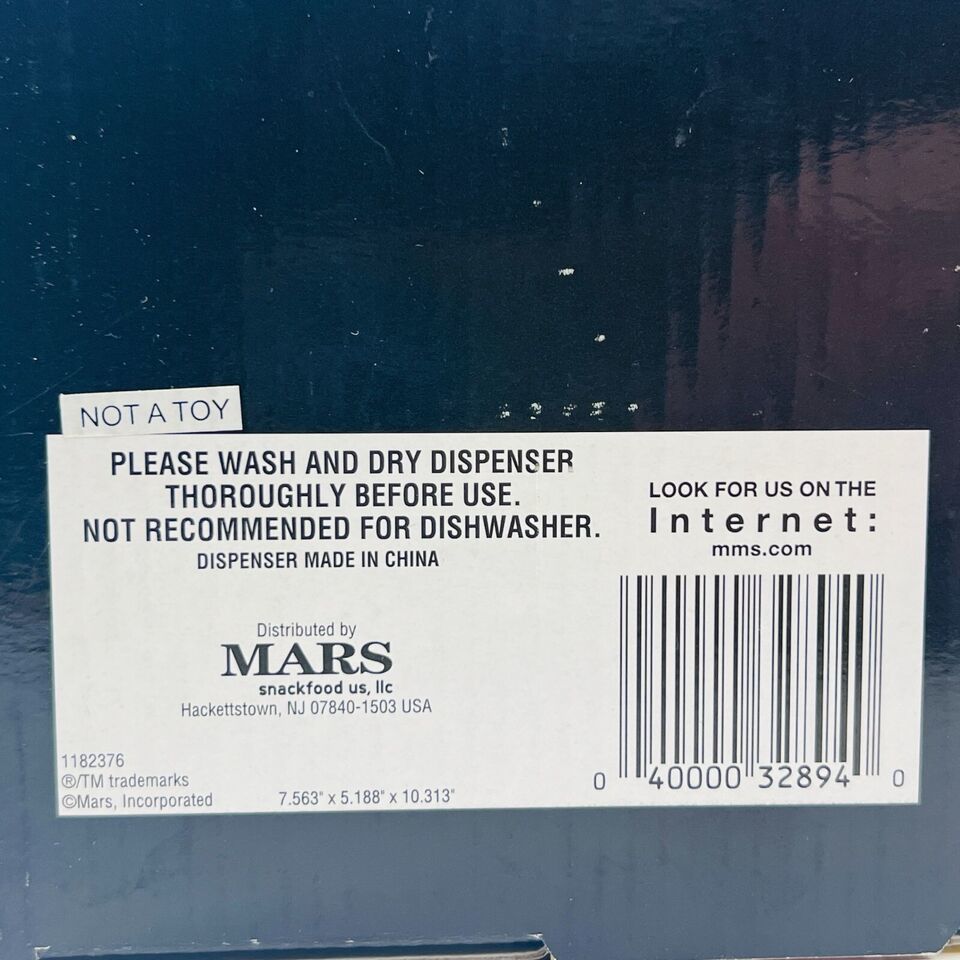 NOT A TOY
PLEASE WASH AND DRY DISPENSER
THOROUGHLY BEFORE USE.
NOT RECOMMENDED FOR DISHWASHER.
DISPENSER MADE IN CHINA
Distributed by
MARS
snackfood us, llc
Hackettstown, NJ 07840-1503 USA
1182376
®/TM trademarks
©Mars, Incorporated
7.563" x 5.188" x 10.313"
LOOK FOR US ON THE
Internet:
mms.com
0 40000 32894 0